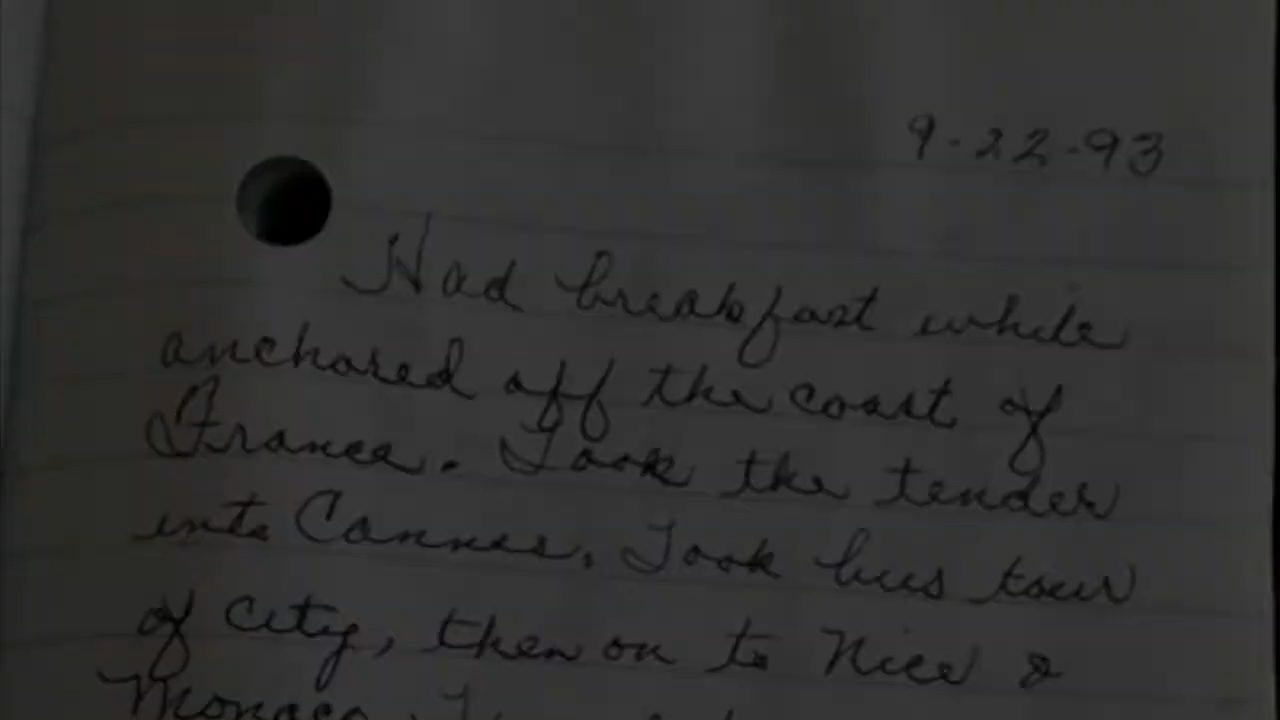 9-22-93
Had breakfast while
anchored off the coast of
France. Took the tender
into Cannes. Took bus tour
of city, then on to Nice &
Monaco.